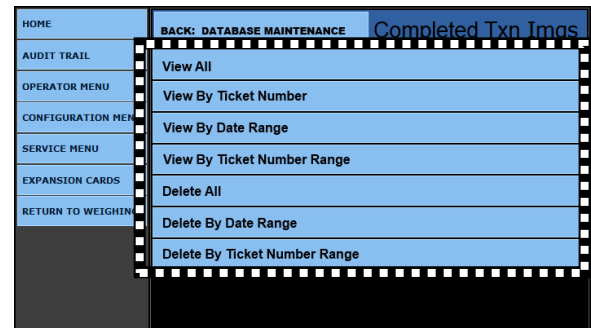 HOME
AUDIT TRAIL
OPERATOR MENU
CONFIGURATION MEN
SERVICE MENU
EXPANSION CARDS
RETURN TO WEIGHING
BACK: DATABASE MAINTENANCE
Completed Txn Imgs
View All
View By Ticket Number
View By Date Range
View By Ticket Number Range
Delete All
Delete By Date Range
Delete By Ticket Number Range